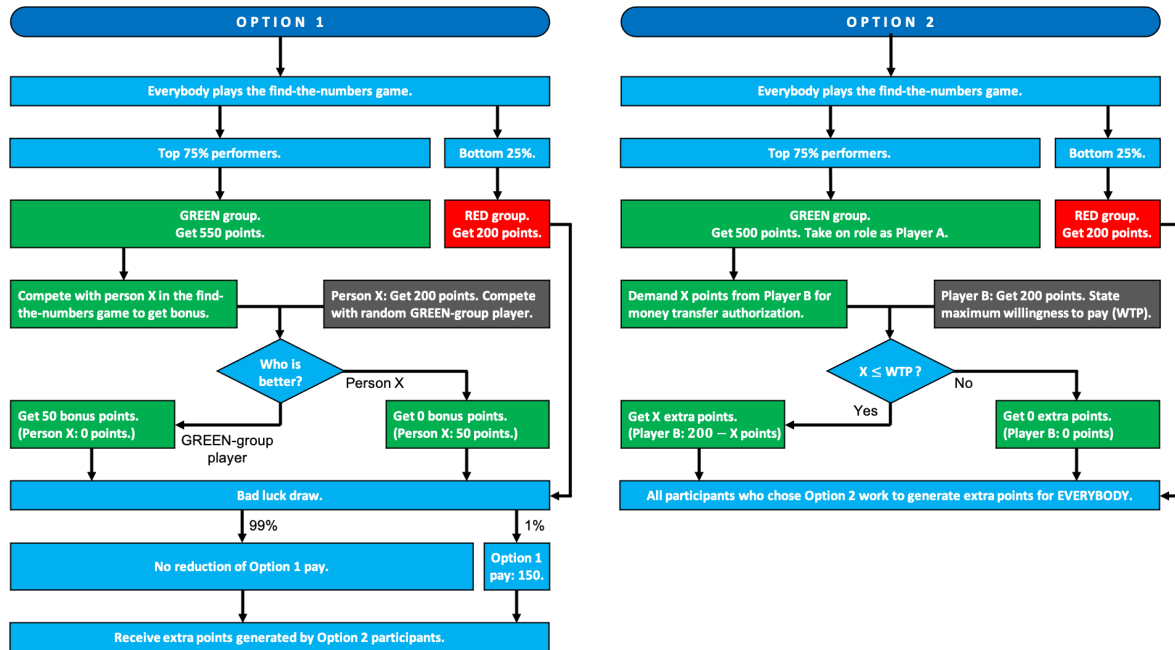 OPTION 1
Everybody plays the find-the-numbers game.
Top 75% performers.
Bottom 25%.
GREEN group.
Get 550 points.
RED group.
Get 200 points.
Compete with person X in the find-
the-numbers game to get bonus.
Person X: Get 200 points. Compete
with random GREEN-group player.
Who is
better?
Person X
Get 50 bonus points.
(Person X: 0 points.)
GREEN-group
player
Get 0 bonus points.
(Person X: 50 points.)
Bad luck draw.
99%
1%
No reduction of Option 1 pay.
Option 1
pay: 150.
Receive extra points generated by Option 2 participants.
OPTION 2
Everybody plays the find-the-numbers game.
Top 75% performers.
Bottom 25%.
GREEN group.
Get 500 points. Take on role as Player A.
RED group.
Get 200 points.
Demand X points from Player B for
money transfer authorization.
Player B: Get 200 points. State
maximum willingness to pay (WTP).
X ≤ WTP ?
No
Yes
Get X extra points.
(Player B: 200 − X points)
Get 0 extra points.
(Player B: 0 points)
All participants who chose Option 2 work to generate extra points for EVERYBODY.